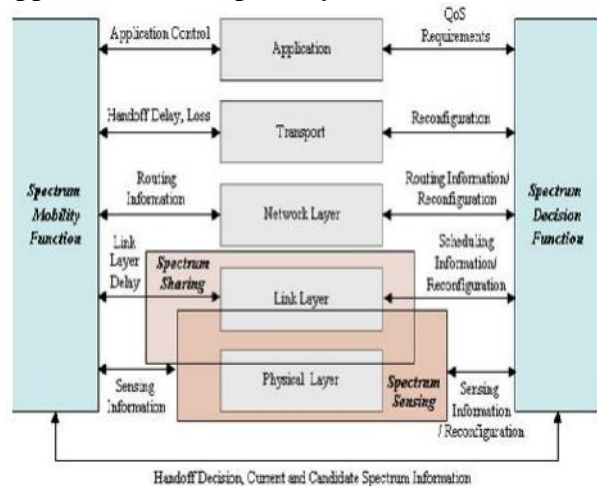 Application Control
Application
QoS
Requirements
Handoff Delay, Loss
Transport
Reconfiguration
Spectrum
Mobility
Function
Routing
Information
Network Layer
Routing Information/
Reconfiguration
Spectrum
Decision
Function
Link
Layer
Delay
Spectrum
Sharing
Link Layer
Scheduling
Information/
Reconfiguration
Sensing
Information
Physical Layer
Spectrum
Sensing
Sensing
Information
/ Reconfiguration
Handoff Decision, Current and Candidate Spectrum Information